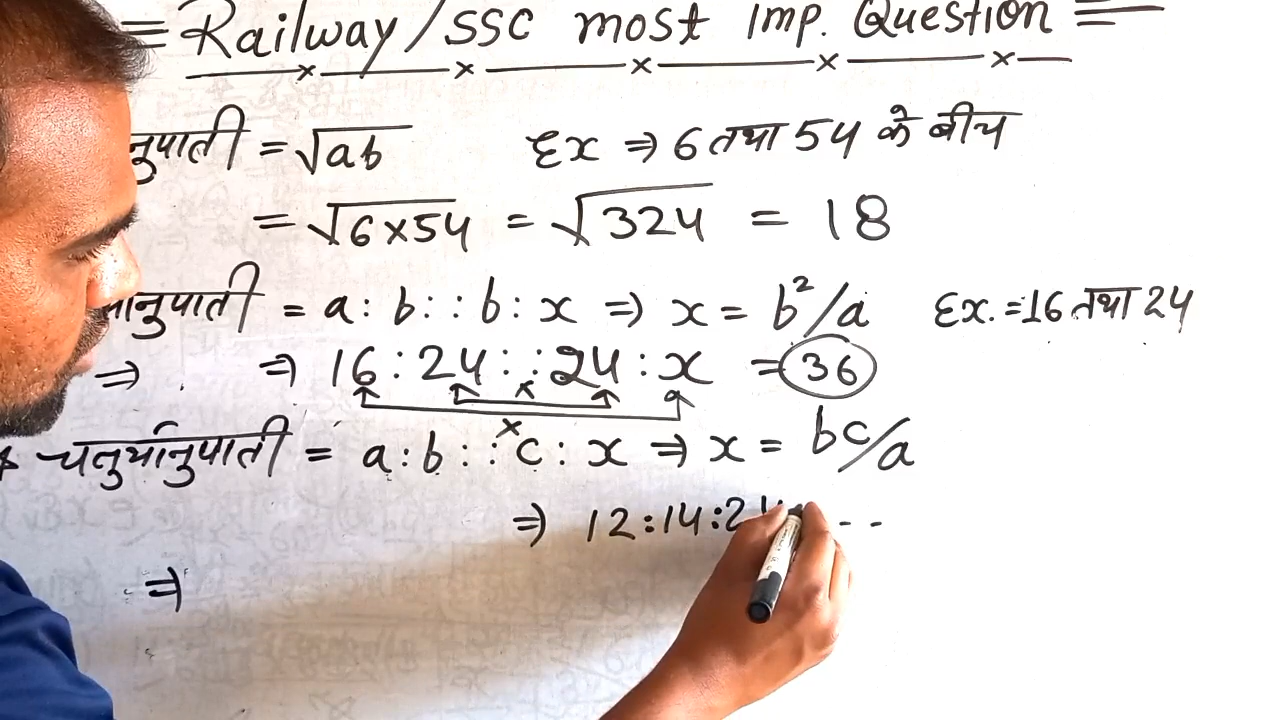 = Railway/SSC most Imp. Question =
नुपाती = √ab Ex ⇒ 6 तथा 54 के बीच
= √6×54 = √324 = 18
नुपाती = a : b : : b : x ⇒ x = b²/a Ex. = 16 तथा 24
⇒ ⇒ 16 : 24 : : 24 : x = 36
चतुर्थानुपाती = a : b : : c : x ⇒ x = bc/a
⇒ 12 : 14 : 24 - -
⇒